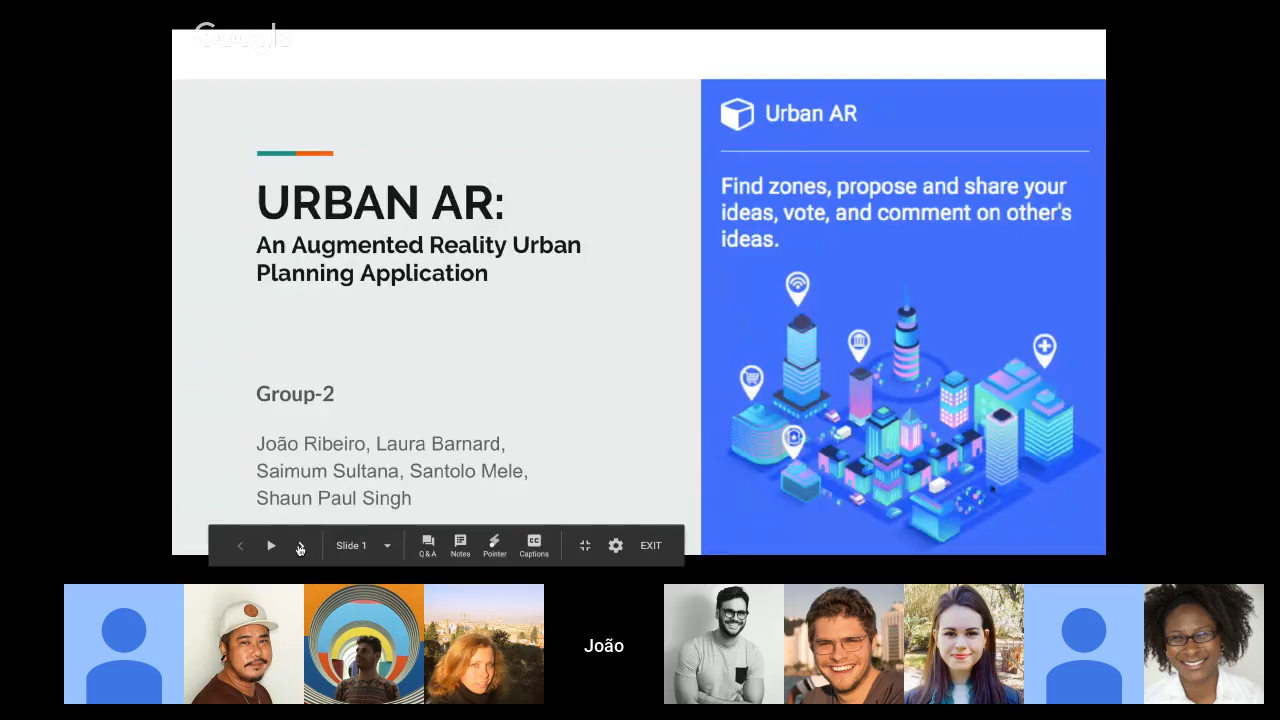 Google
URBAN AR:
An Augmented Reality Urban
Planning Application
Group-2
João Ribeiro, Laura Barnard,
Saimum Sultana, Santolo Mele,
Shaun Paul Singh
Urban AR
Find zones, propose and share your
ideas, vote, and comment on other's
ideas.
Slide 1
Q & A
Notes
Pointer
CC
Captions
EXIT
João